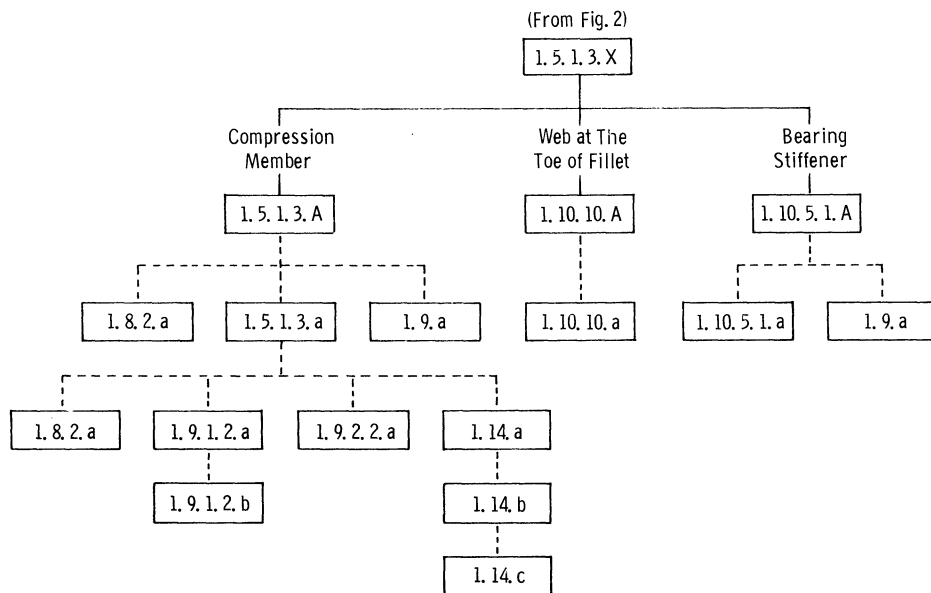 (From Fig. 2)
1. 5. 1. 3. X
Compression
Member
Web at The
Toe of Fillet
Bearing
Stiffener
1. 5. 1. 3. A
1. 10. 10. A
1. 10. 5. 1. A
1. 8. 2. a
1. 5. 1. 3. a
1. 9. a
1. 10. 10. a
1. 10. 5. 1. a
1. 9. a
1. 8. 2. a
1. 9. 1. 2. a
1. 9. 2. 2. a
1. 14. a
1. 9. 1. 2. b
1. 14. b
1. 14. c